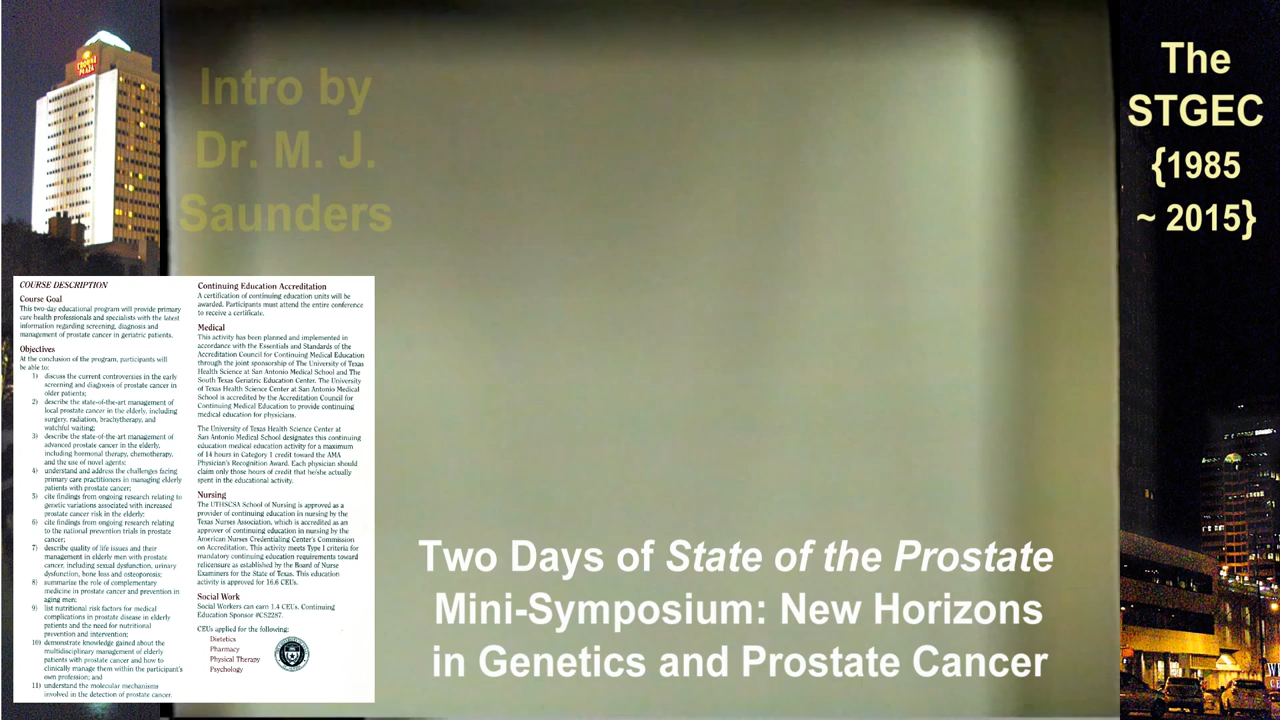 CROWNE
PLAZA
Intro by
Dr. M. J.
Saunders
The
STGEC
{1985
~ 2015}
COURSE DESCRIPTION
Course Goal
This two-day educational program will provide primary
care health professionals and specialists with the latest
information regarding screening, diagnosis and
management of prostate cancer in geriatric patients.
Objectives
At the conclusion of the program, participants will
be able to:
1) discuss the current controversies in the early
screening and diagnosis of prostate cancer in
older patients;
2) describe the state-of-the-art management of
local prostate cancer in the elderly, including
surgery, radiation, brachytherapy, and
watchful waiting;
3) describe the state-of-the-art management of
advanced prostate cancer in the elderly,
including hormonal therapy, chemotherapy,
and the use of novel agents;
4) understand and address the challenges facing
primary care practitioners in managing elderly
patients with prostate cancer;
5) cite findings from ongoing research relating to
genetic variations associated with increased
prostate cancer risk in the elderly;
6) cite findings from ongoing research relating
to the national prevention trials in prostate
cancer;
7) describe quality of life issues and their
management in elderly men with prostate
cancer, including sexual dysfunction, urinary
dysfunction, bone loss and osteoporosis;
8) summarize the role of complementary
medicine in prostate cancer and prevention in
aging men;
9) list nutritional risk factors for medical
complications in prostate disease in elderly
patients and the need for nutritional
prevention and intervention;
10) demonstrate knowledge gained about the
multidisciplinary management of elderly
patients with prostate cancer and how to
clinically manage them within the participant's
own profession; and
11) understand the molecular mechanisms
involved in the detection of prostate cancer.
Continuing Education Accreditation
A certification of continuing education units will be
awarded. Participants must attend the entire conference
to receive a certificate.
Medical
This activity has been planned and implemented in
accordance with the Essentials and Standards of the
Accreditation Council for Continuing Medical Education
through the joint sponsorship of The University of Texas
Health Science at San Antonio Medical School and The
South Texas Geriatric Education Center. The University
of Texas Health Science Center at San Antonio Medical
School is accredited by the Accreditation Council for
Continuing Medical Education to provide continuing
medical education for physicians.
The University of Texas Health Science Center at
San Antonio Medical School designates this continuing
education medical education activity for a maximum
of 14 hours in Category 1 credit toward the AMA
Physician's Recognition Award. Each physician should
claim only those hours of credit that he/she actually
spent in the educational activity.
Nursing
The UTHSCSA School of Nursing is approved as a
provider of continuing education in nursing by the
Texas Nurses Association, which is accredited as an
approver of continuing education in nursing by the
American Nurses Credentialing Center's Commission
on Accreditation. This activity meets Type I criteria for
mandatory continuing education requirements toward
relicensure as established by the Board of Nurse
Examiners for the State of Texas. This education
activity is approved for 16.6 CEUs.
Social Work
Social Workers can earn 1.4 CEUs. Continuing
Education Sponsor #CS2287.
CEUs applied for the following:
Dietetics
Pharmacy
Physical Therapy
Psychology
Two Days of State of the Prostate
Mini-Symposium: New Horizons
in Genetics and Prostate Cancer